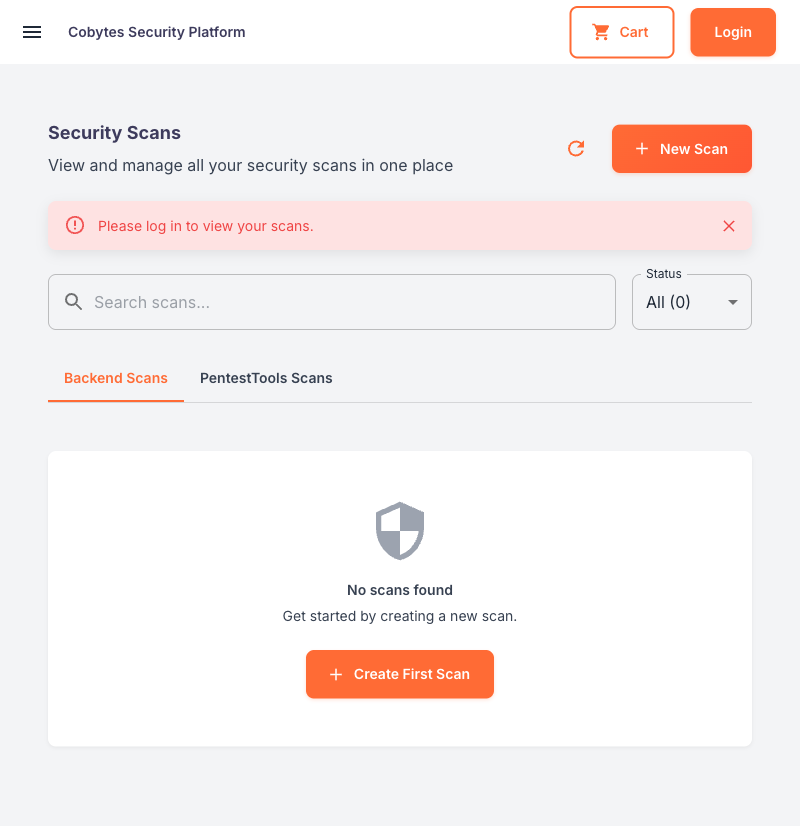 Cobytes Security Platform
Cart
Login
Security Scans
View and manage all your security scans in one place
New Scan
Please log in to view your scans.
Search scans...
Status
All (0)
Backend Scans
PentestTools Scans
No scans found
Get started by creating a new scan.
Create First Scan